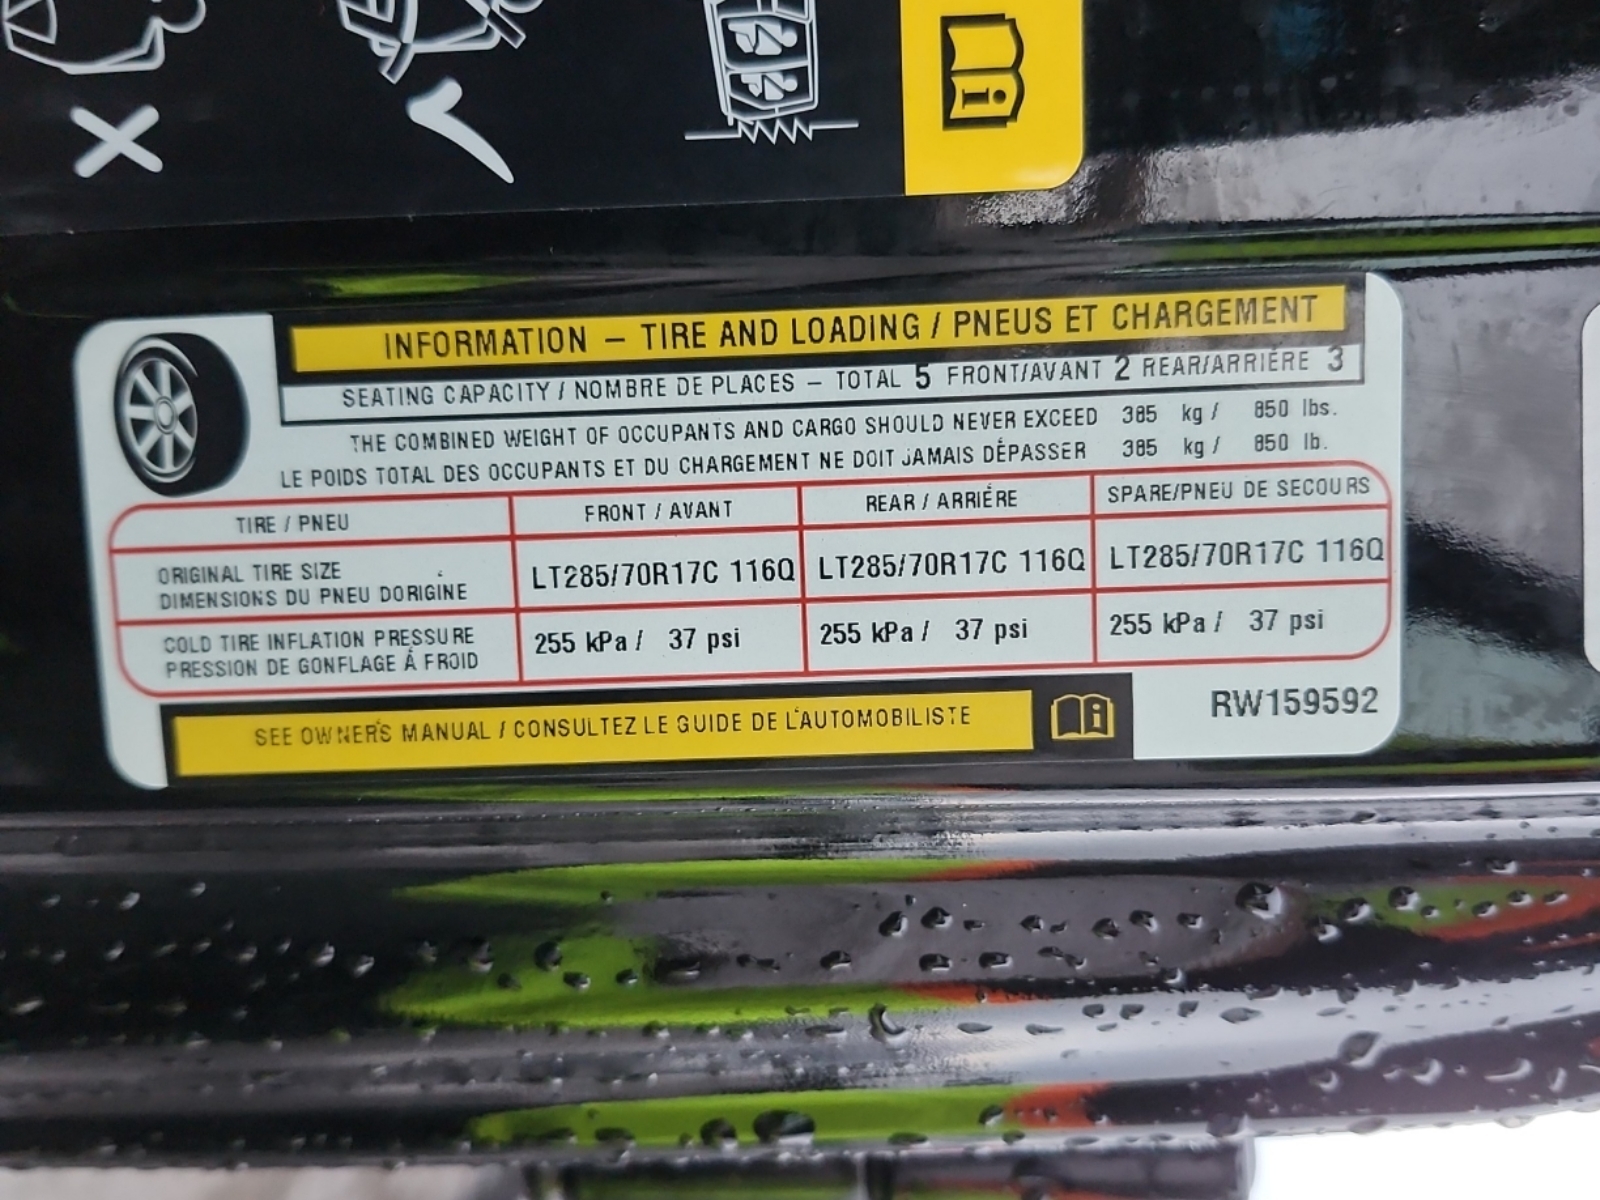 INFORMATION – TIRE AND LOADING / PNEUS ET CHARGEMENT
SEATING CAPACITY / NOMBRE DE PLACES – TOTAL 5 FRONT/AVANT 2 REAR/ARRIÈRE 3
THE COMBINED WEIGHT OF OCCUPANTS AND CARGO SHOULD NEVER EXCEED 385 kg / 850 lbs.
LE POIDS TOTAL DES OCCUPANTS ET DU CHARGEMENT NE DOIT JAMAIS DÉPASSER 385 kg / 850 lb.
TIRE / PNEU FRONT / AVANT REAR / ARRIÈRE SPARE/PNEU DE SECOURS
ORIGINAL TIRE SIZE
DIMENSIONS DU PNEU DORIGINE
LT285/70R17C 116Q LT285/70R17C 116Q LT285/70R17C 116Q
COLD TIRE INFLATION PRESSURE
PRESSION DE GONFLAGE À FROID
255 kPa / 37 psi 255 kPa / 37 psi 255 kPa / 37 psi
SEE OWNER'S MANUAL / CONSULTEZ LE GUIDE DE L'AUTOMOBILISTE
RW159592